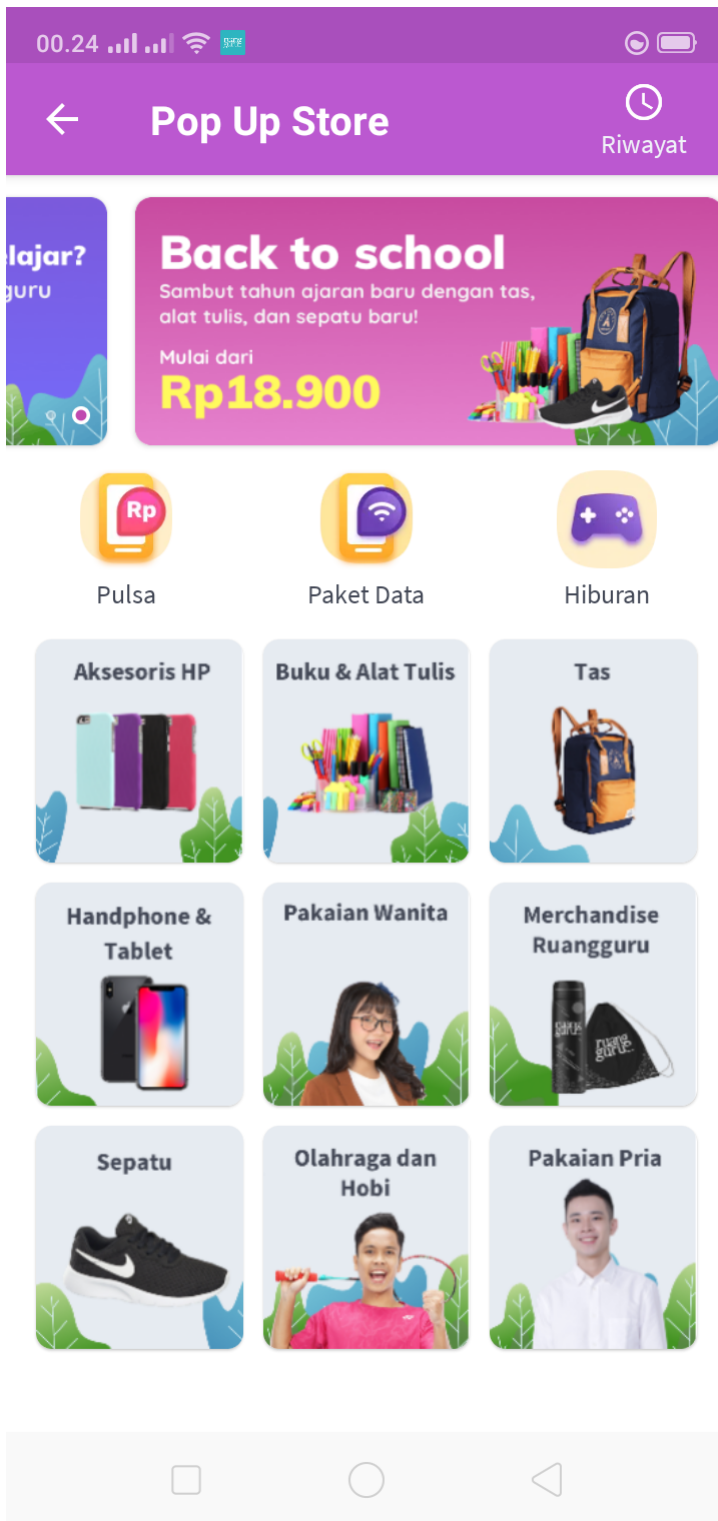 00.24
Pop Up Store
Riwayat
elajar?
guru
Back to school
Sambut tahun ajaran baru dengan tas,
alat tulis, dan sepatu baru!
Mulai dari
Rp18.900
Rp
Pulsa
Paket Data
Hiburan
Aksesoris HP
Buku & Alat Tulis
Tas
Handphone &
Tablet
Pakaian Wanita
Merchandise
Ruangguru
ruang
guru
Sepatu
Olahraga dan
Hobi
Pakaian Pria